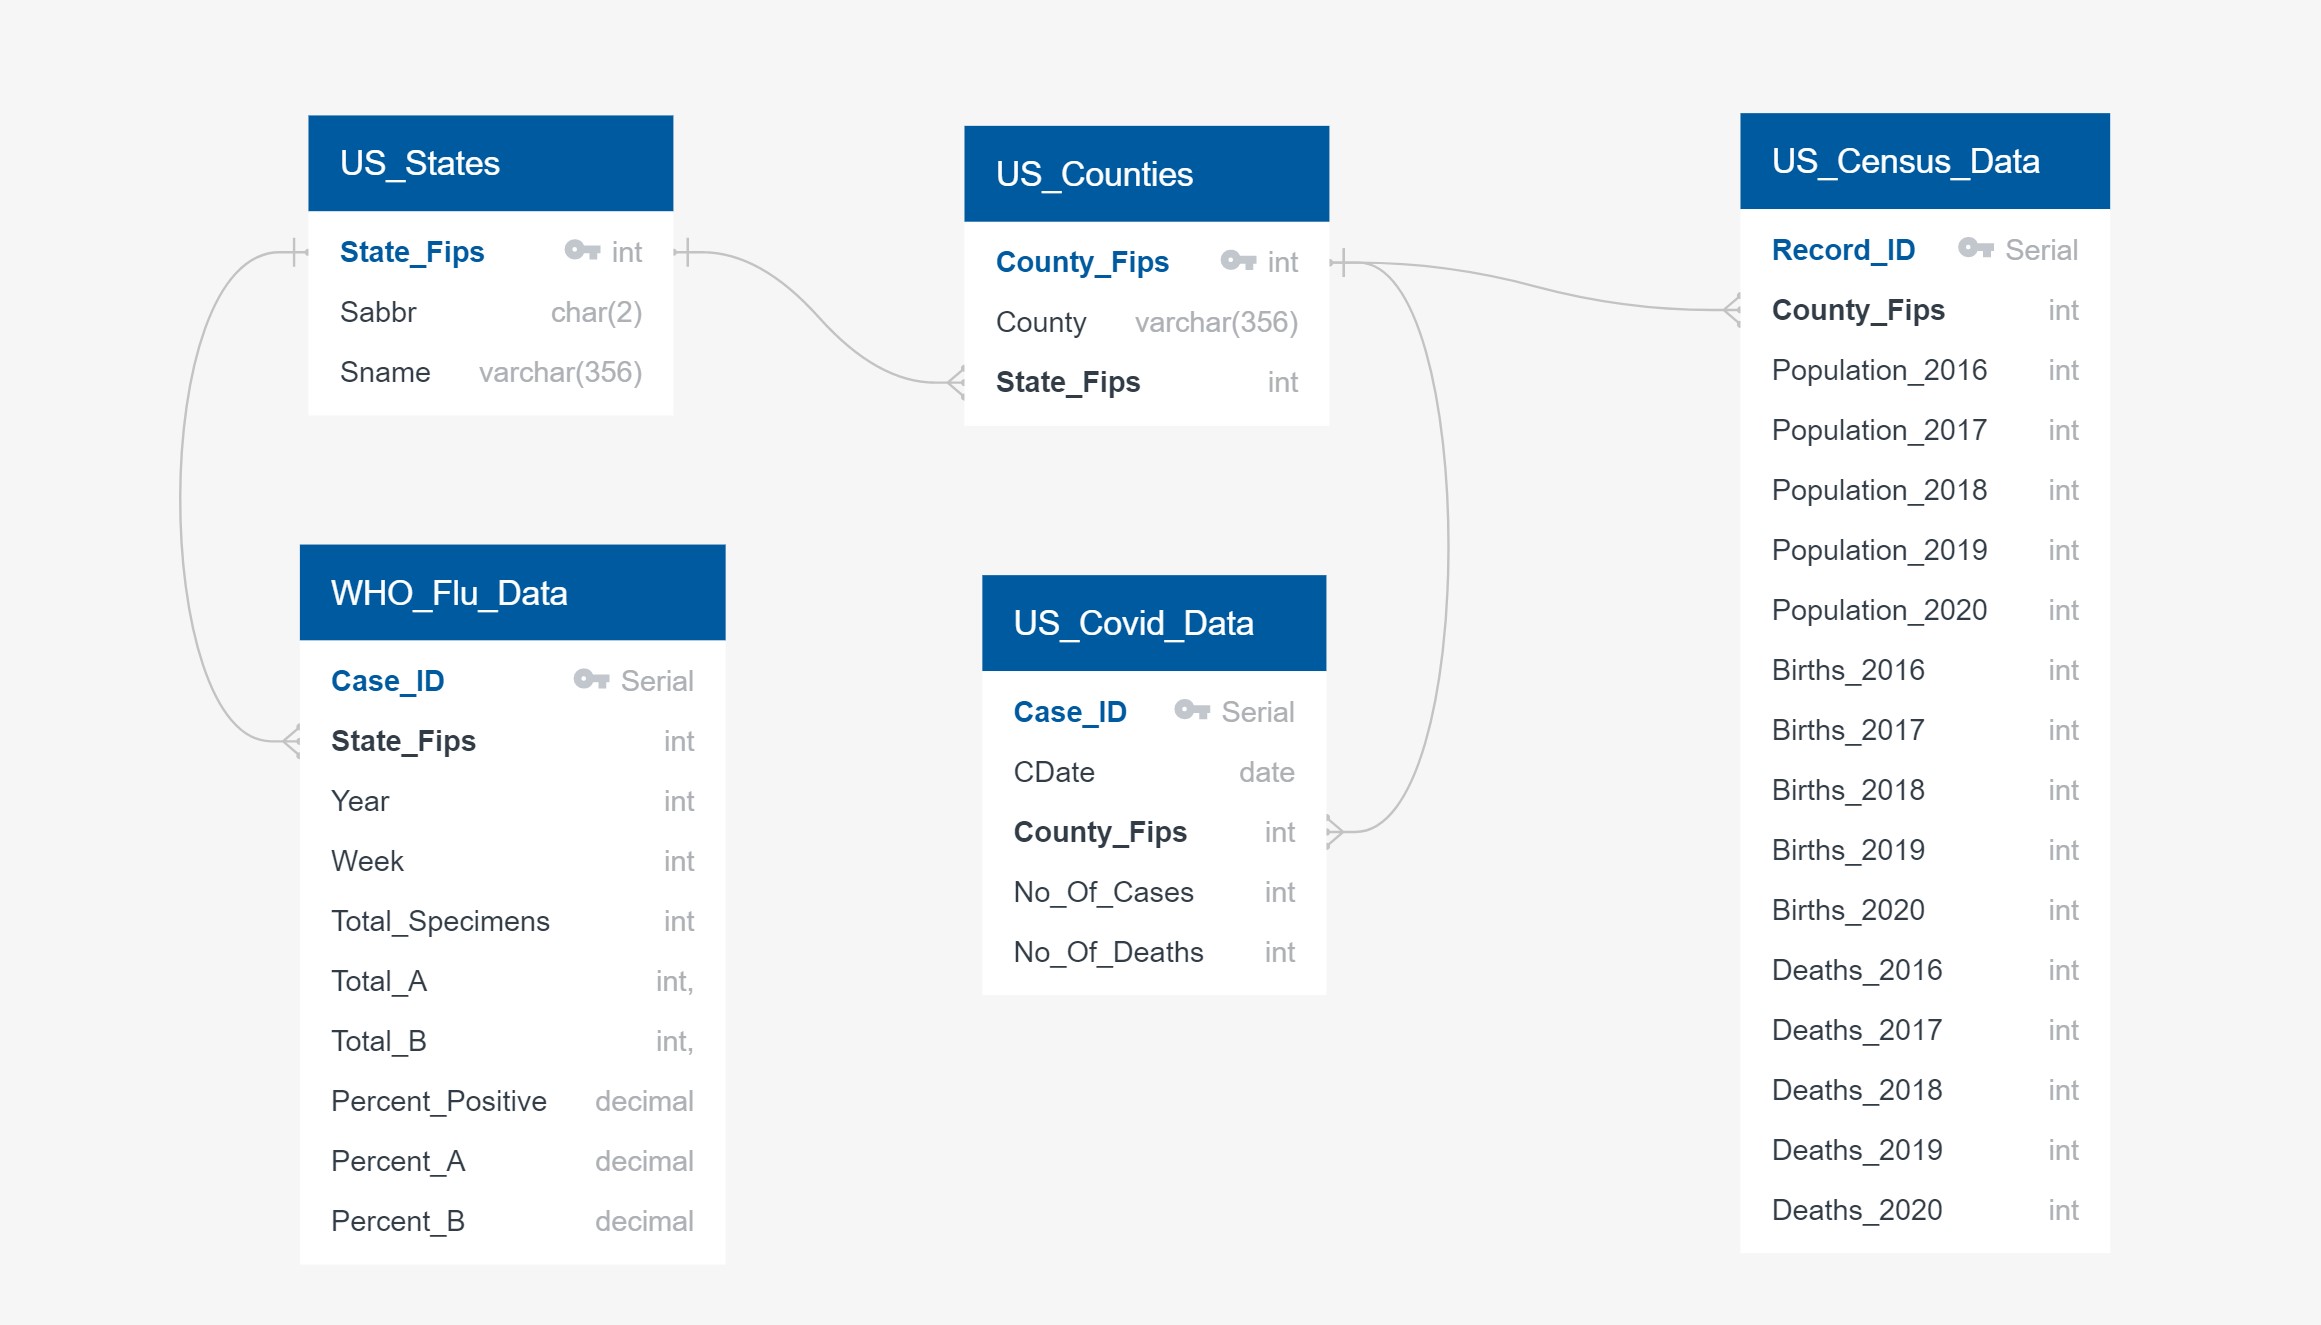 US_States
State_Fips int
Sabbr char(2)
Sname varchar(356)
US_Counties
County_Fips int
County varchar(356)
State_Fips int
US_Census_Data
Record_ID Serial
County_Fips int
Population_2016 int
Population_2017 int
Population_2018 int
Population_2019 int
Population_2020 int
Births_2016 int
Births_2017 int
Births_2018 int
Births_2019 int
Births_2020 int
Deaths_2016 int
Deaths_2017 int
Deaths_2018 int
Deaths_2019 int
Deaths_2020 int
WHO_Flu_Data
Case_ID Serial
State_Fips int
Year int
Week int
Total_Specimens int
Total_A int,
Total_B int,
Percent_Positive decimal
Percent_A decimal
Percent_B decimal
US_Covid_Data
Case_ID Serial
CDate date
County_Fips int
No_Of_Cases int
No_Of_Deaths int